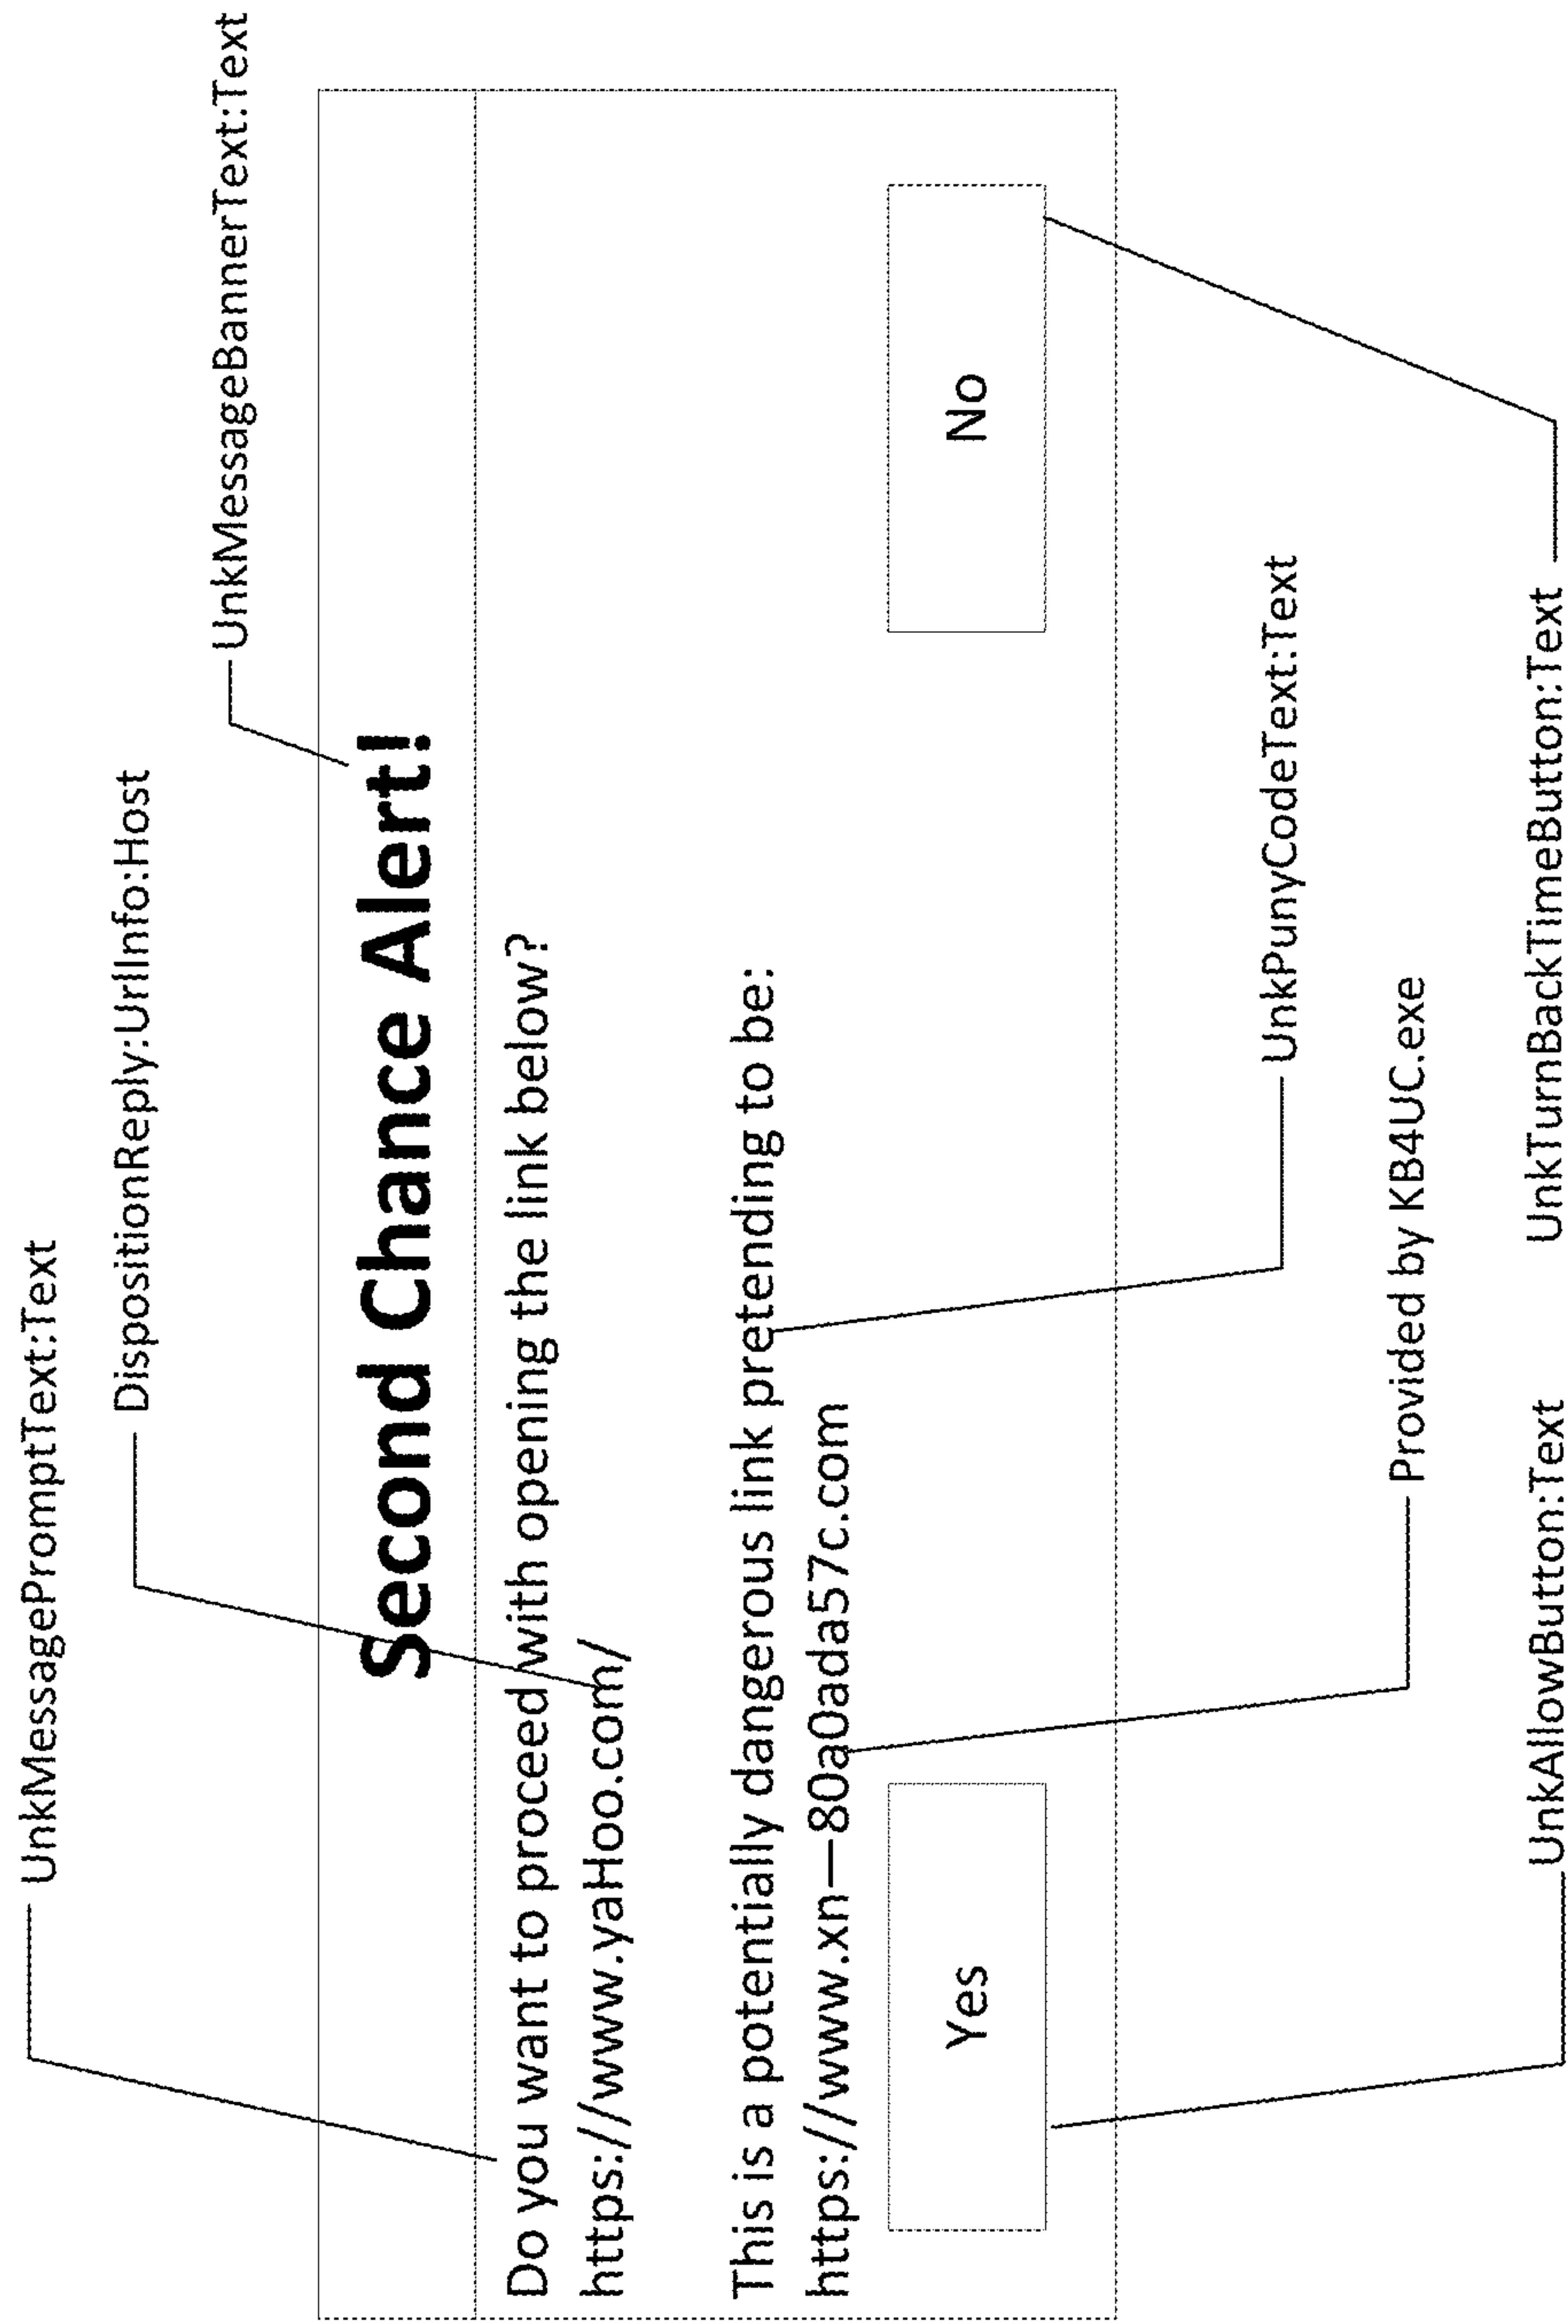 UnkMessagePromptText:Text
DispositionReply:UrlInfo:Host
UnkMessageBannerText:Text
Second Chance Alert!
Do you want to proceed with opening the link below?
https://www.yaHoo.com/
This is a potentially dangerous link pretending to be:
https://www.xn—80a0ada57c.com
Yes
No
UnkPunyCodeText:Text
Provided by KB4UC.exe
UnkAllowButton:Text
UnkTurnBackTimeButton:Text